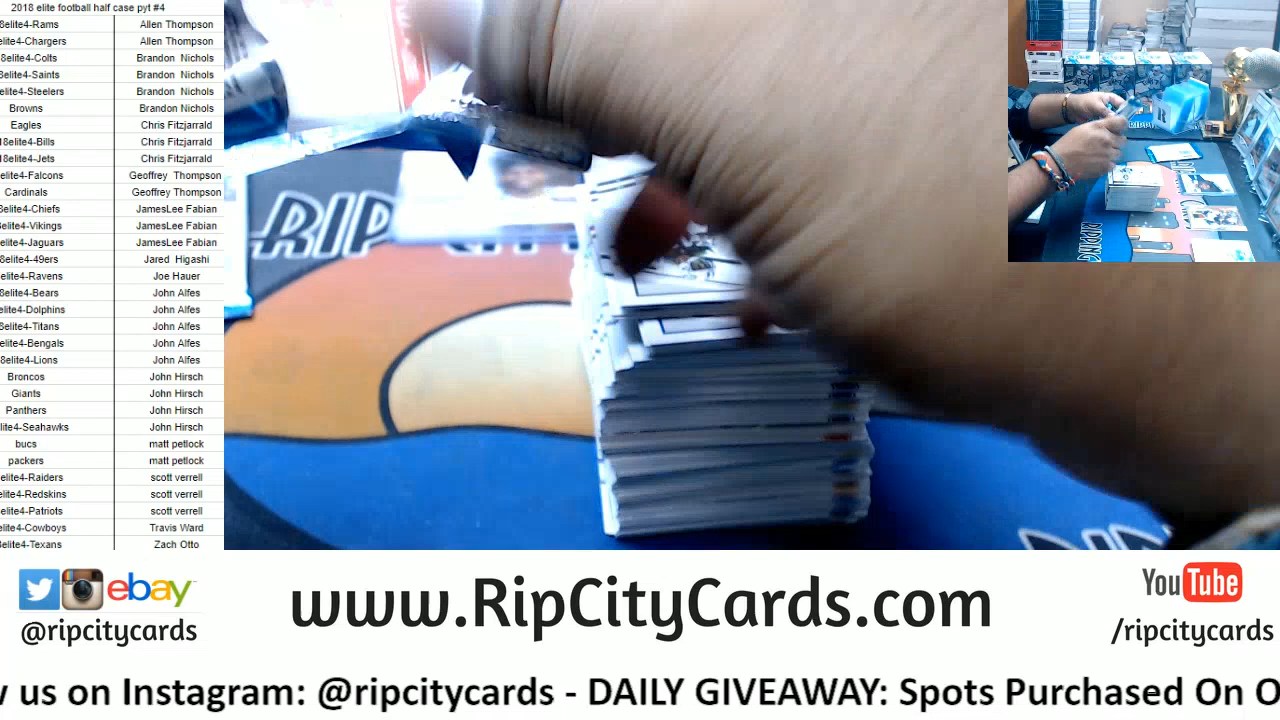 2018 elite football half case pyt #4
8elite4-Rams Allen Thompson
elite4-Chargers Allen Thompson
8elite4-Colts Brandon Nichols
8elite4-Saints Brandon Nichols
elite4-Steelers Brandon Nichols
Browns Brandon Nichols
Eagles Chris Fitzjarrald
18elite4-Bills Chris Fitzjarrald
18elite4-Jets Chris Fitzjarrald
elite4-Falcons Geoffrey Thompson
Cardinals Geoffrey Thompson
8elite4-Chiefs JamesLee Fabian
elite4-Vikings JamesLee Fabian
elite4-Jaguars JamesLee Fabian
8elite4-49ers Jared Higashi
elite4-Ravens Joe Hauer
8elite4-Bears John Alfes
elite4-Dolphins John Alfes
8elite4-Titans John Alfes
elite4-Bengals John Alfes
8elite4-Lions John Alfes
Broncos John Hirsch
Giants John Hirsch
Panthers John Hirsch
lite4-Seahawks John Hirsch
bucs matt petlock
packers matt petlock
elite4-Raiders scott verrell
elite4-Redskins scott verrell
elite4-Patriots scott verrell
elite4-Cowboys Travis Ward
8elite4-Texans Zach Otto
RIP
RIPPING
ebay
@ripcitycards
www.RipCityCards.com
YouTube
/ripcitycards
w us on Instagram: @ripcitycards - DAILY GIVEAWAY: Spots Purchased On O